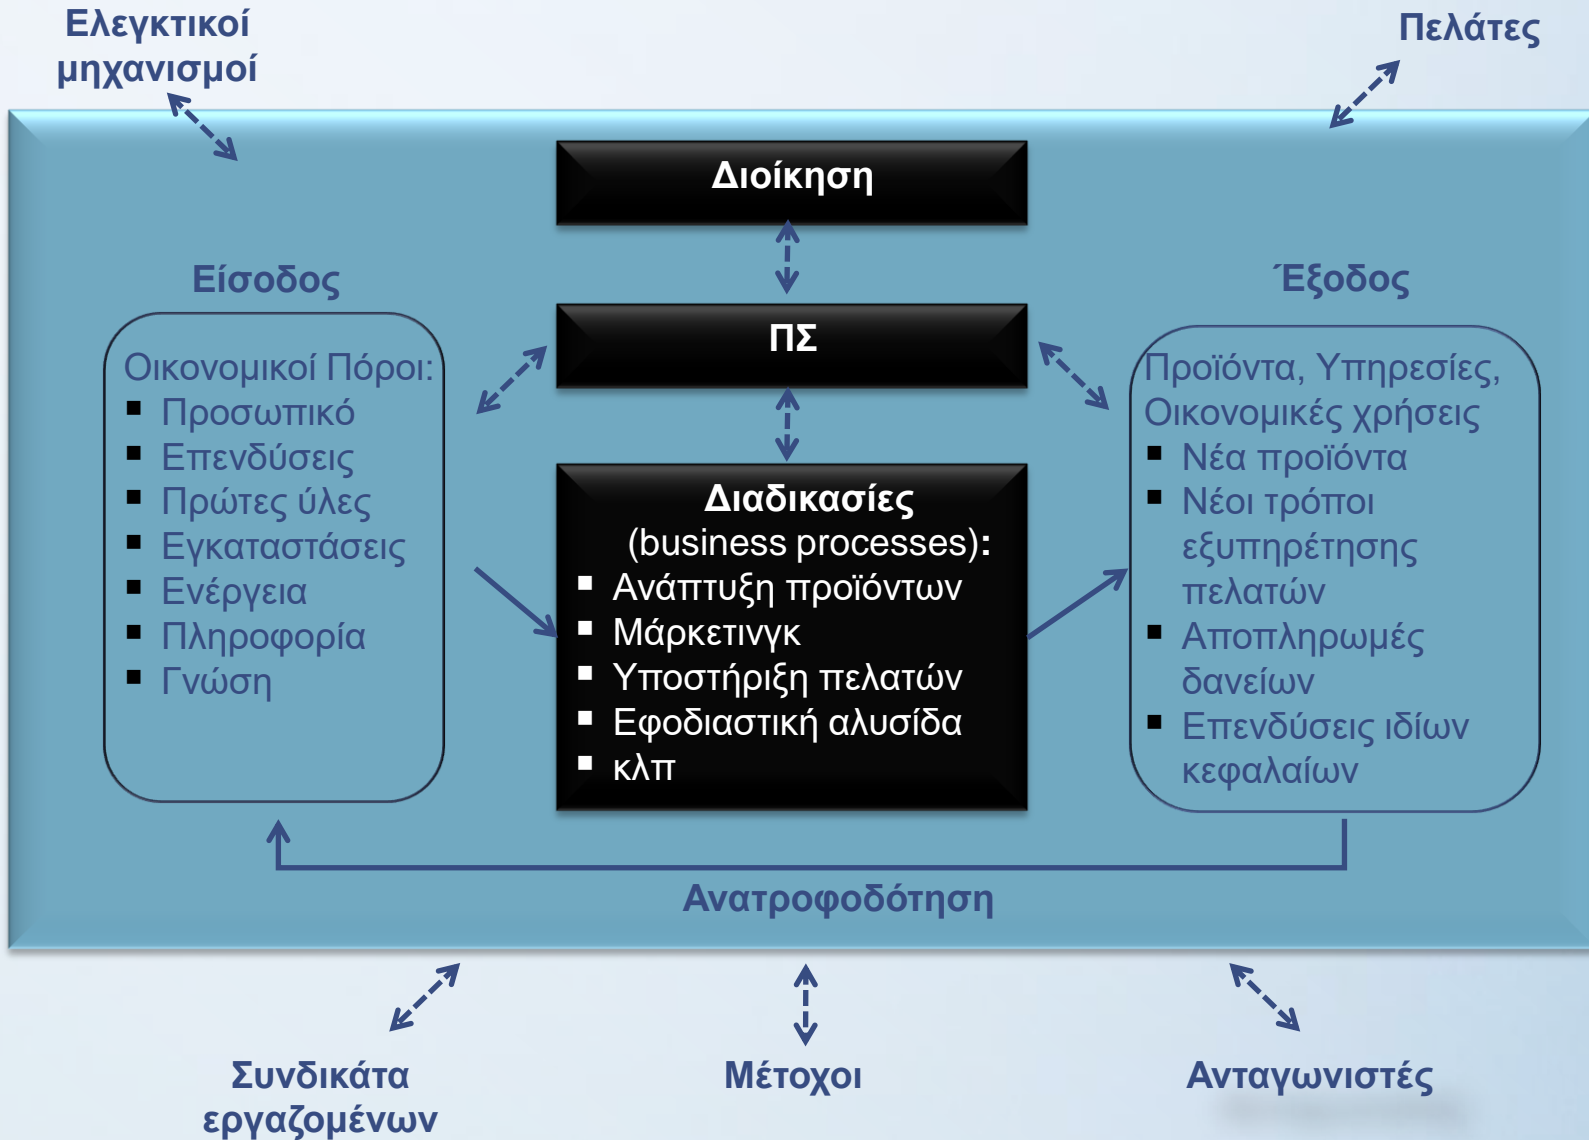 Ελεγκτικοί
μηχανισμοί
Πελάτες
Διοίκηση
Είσοδος
Έξοδος
ΠΣ
Οικονομικοί Πόροι:
▪ Προσωπικό
▪ Επενδύσεις
▪ Πρώτες ύλες
▪ Εγκαταστάσεις
▪ Ενέργεια
▪ Πληροφορία
▪ Γνώση
Διαδικασίες
(business processes):
▪ Ανάπτυξη προϊόντων
▪ Μάρκετινγκ
▪ Υποστήριξη πελατών
▪ Εφοδιαστική αλυσίδα
▪ κλπ
Προϊόντα, Υπηρεσίες,
Οικονομικές χρήσεις
▪ Νέα προϊόντα
▪ Νέοι τρόποι
εξυπηρέτησης
πελατών
▪ Αποπληρωμές
δανείων
▪ Επενδύσεις ιδίων
κεφαλαίων
Ανατροφοδότηση
Συνδικάτα
εργαζομένων
Μέτοχοι
Ανταγωνιστές